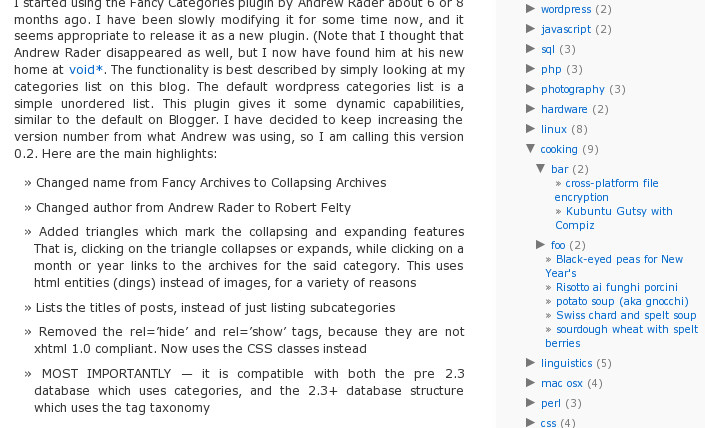 I started using the Fancy Categories plugin by Andrew Rader about 6 or 8
months ago. I have been slowly modifying it for some time now, and it
seems appropriate to release it as a new plugin. (Note that I thought that
Andrew Rader disappeared as well, but I now have found him at his new
home at void*. The functionality is best described by simply looking at my
categories list on this blog. The default wordpress categories list is a
simple unordered list. This plugin gives it some dynamic capabilities,
similar to the default on Blogger. I have decided to keep increasing the
version number from what Andrew was using, so I am calling this version
0.2. Here are the main highlights:
» Changed name from Fancy Archives to Collapsing Archives
» Changed author from Andrew Rader to Robert Felty
» Added triangles which mark the collapsing and expanding features
That is, clicking on the triangle collapses or expands, while clicking on a
month or year links to the archives for the said category. This uses
html entities (dings) instead of images, for a variety of reasons
» Lists the titles of posts, instead of just listing subcategories
» Removed the rel='hide' and rel='show' tags, because they are not
xhtml 1.0 compliant. Now uses the CSS classes instead
» MOST IMPORTANTLY — it is compatible with both the pre 2.3
database which uses categories, and the 2.3+ database structure
which uses the tag taxonomy
▶ wordpress (2)
▶ javascript (2)
▶ sql (3)
▶ php (3)
▶ photography (3)
▶ hardware (2)
▶ linux (8)
▼ cooking (9)
▼ bar (2)
» cross-platform file
encryption
» Kubuntu Gutsy with
Compiz
▶ foo (2)
» Black-eyed peas for New
Year's
» Risotto ai funghi porcini
» potato soup (aka gnocchi)
» Swiss chard and spelt soup
» sourdough wheat with spelt
berries
▶ linguistics (5)
▶ mac osx (4)
▶ perl (3)
▶ css (4)